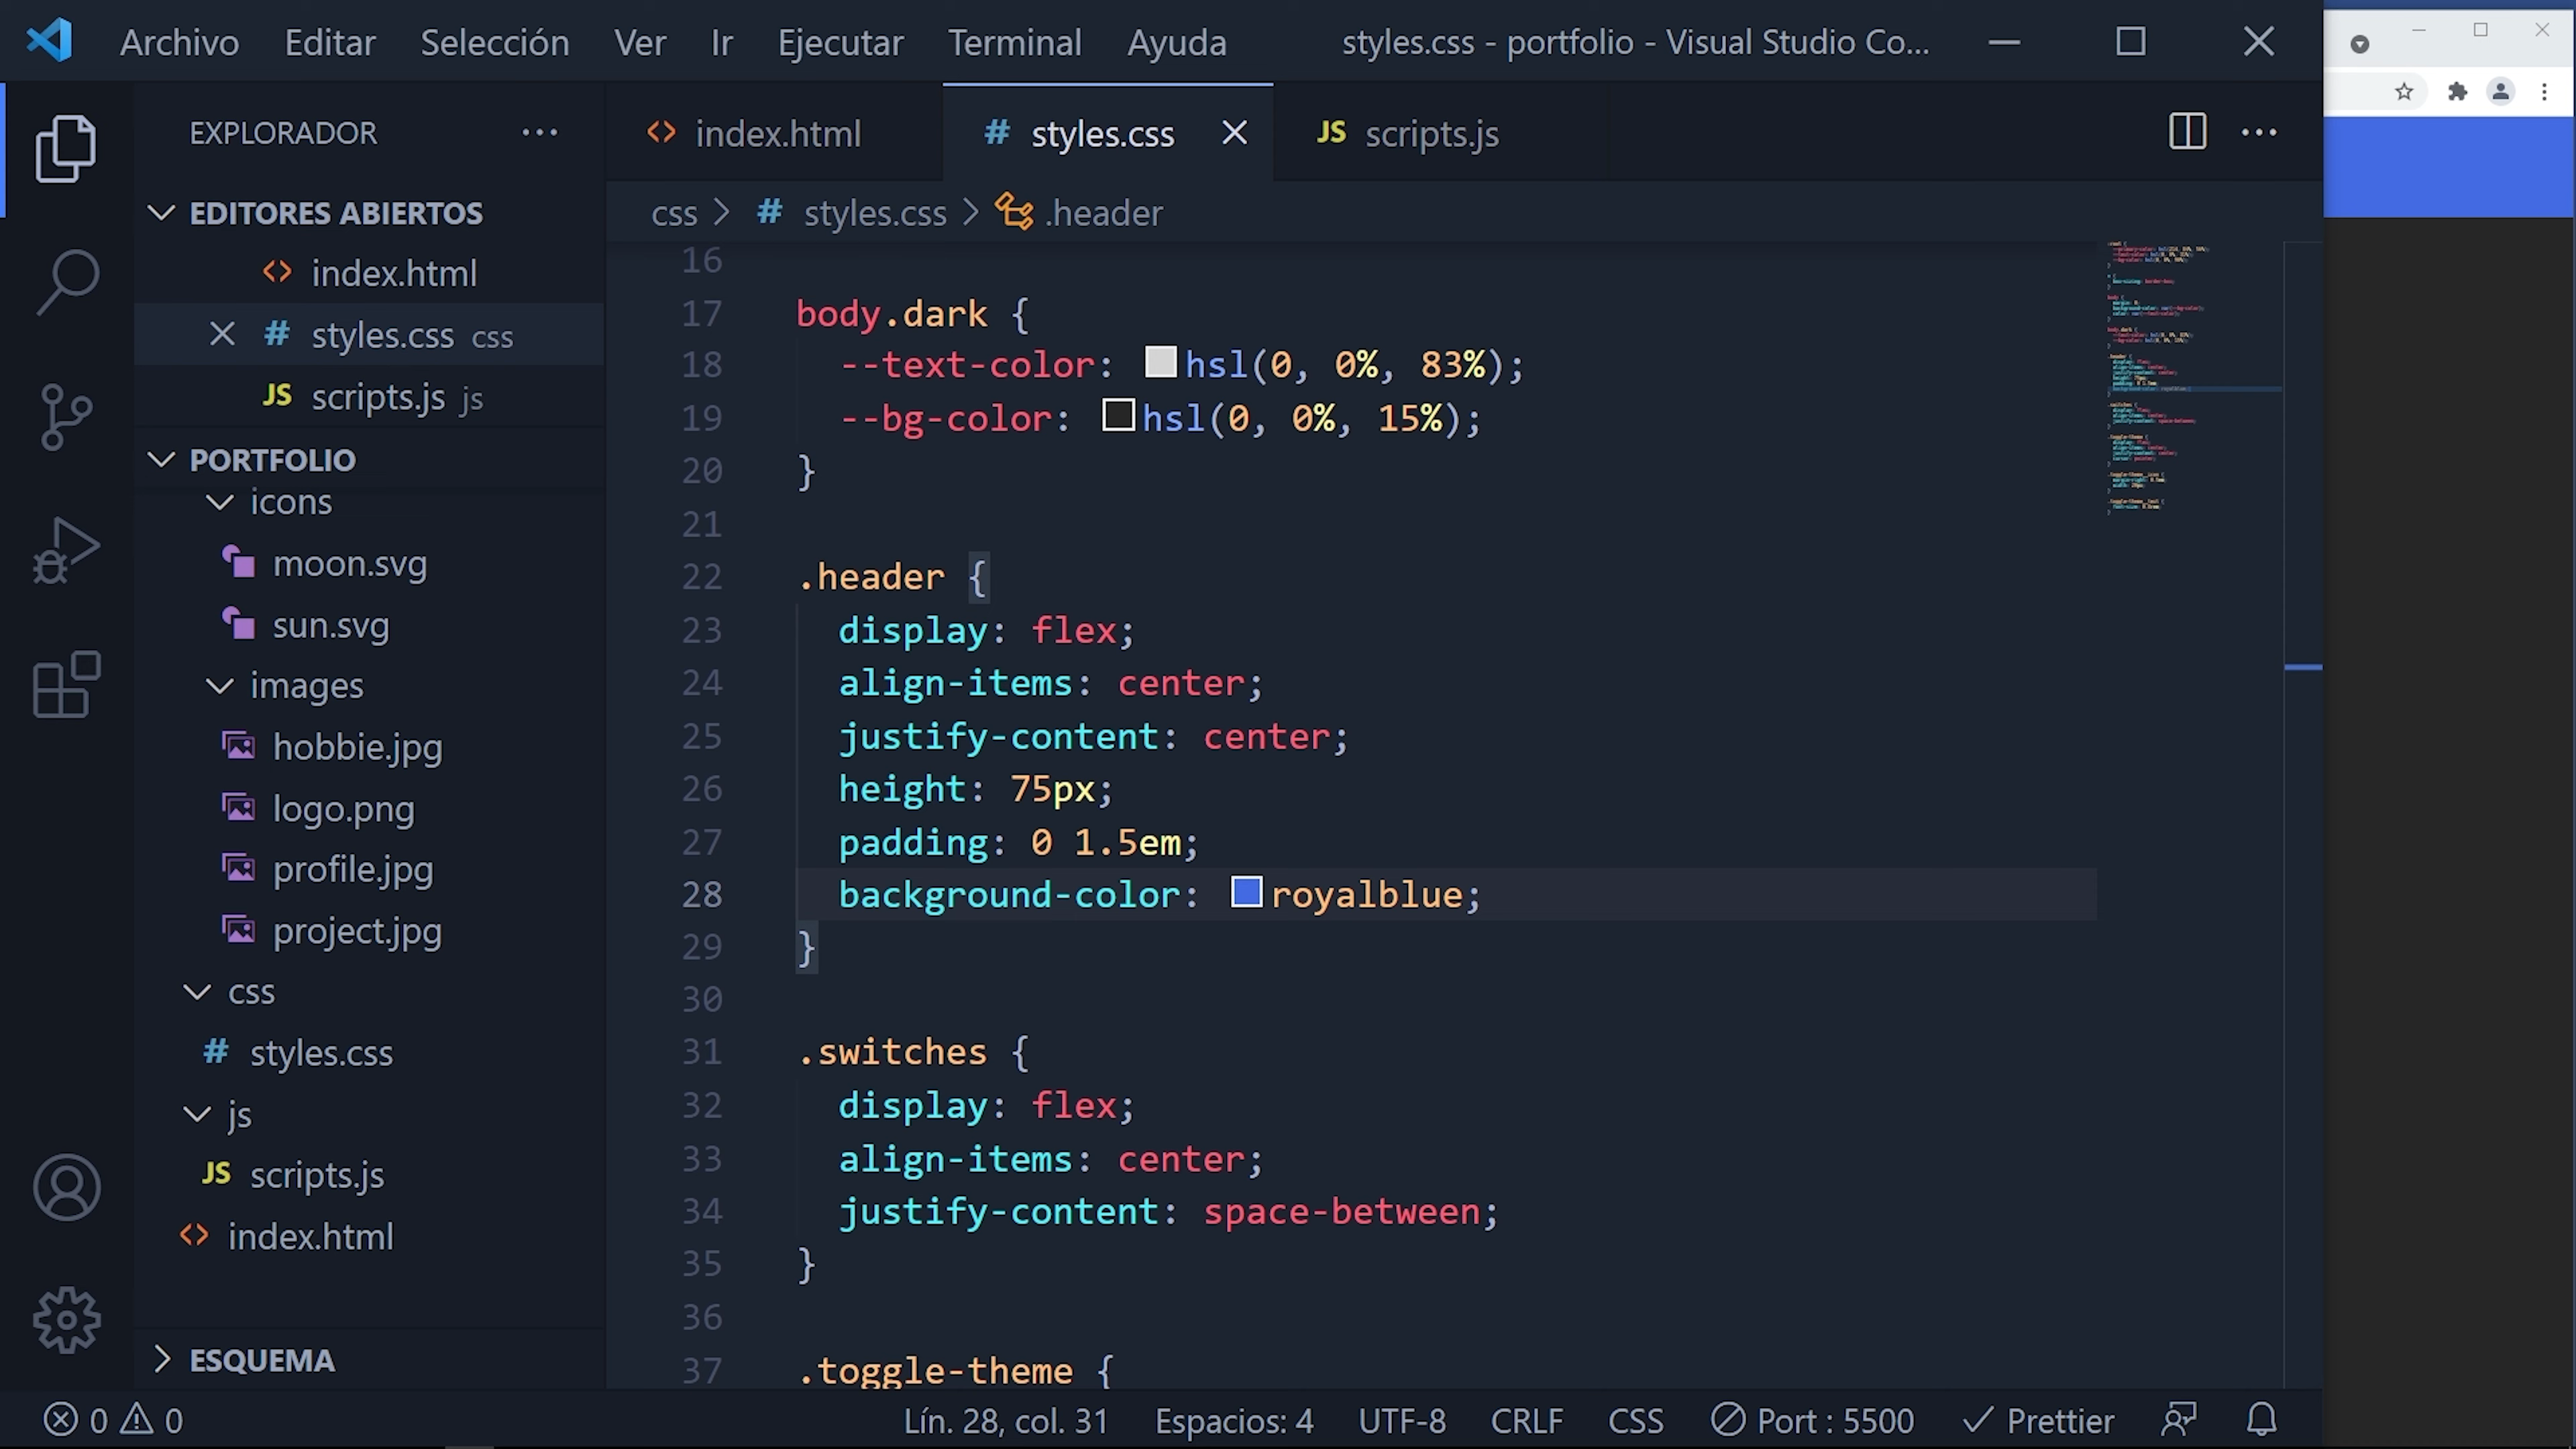 Archivo Editar Selección Ver Ir Ejecutar Terminal Ayuda styles.css - portfolio - Visual Studio Co...
EXPLORADOR
EDITORES ABIERTOS
index.html
styles.css css
JS scripts.js js
PORTFOLIO
icons
moon.svg
sun.svg
images
hobbie.jpg
logo.png
profile.jpg
project.jpg
css
# styles.css
js
JS scripts.js
index.html
ESQUEMA
index.html # styles.css JS scripts.js
css > # styles.css > .header
16
17 body.dark {
18 --text-color: hsl(0, 0%, 83%);
19 --bg-color: hsl(0, 0%, 15%);
20 }
21
22 .header {
23 display: flex;
24 align-items: center;
25 justify-content: center;
26 height: 75px;
27 padding: 0 1.5em;
28 background-color: royalblue;
29 }
30
31 .switches {
32 display: flex;
33 align-items: center;
34 justify-content: space-between;
35 }
36
37 .toggle-theme {
0 0 Lín. 28, col. 31 Espacios: 4 UTF-8 CRLF CSS Port : 5500 Prettier